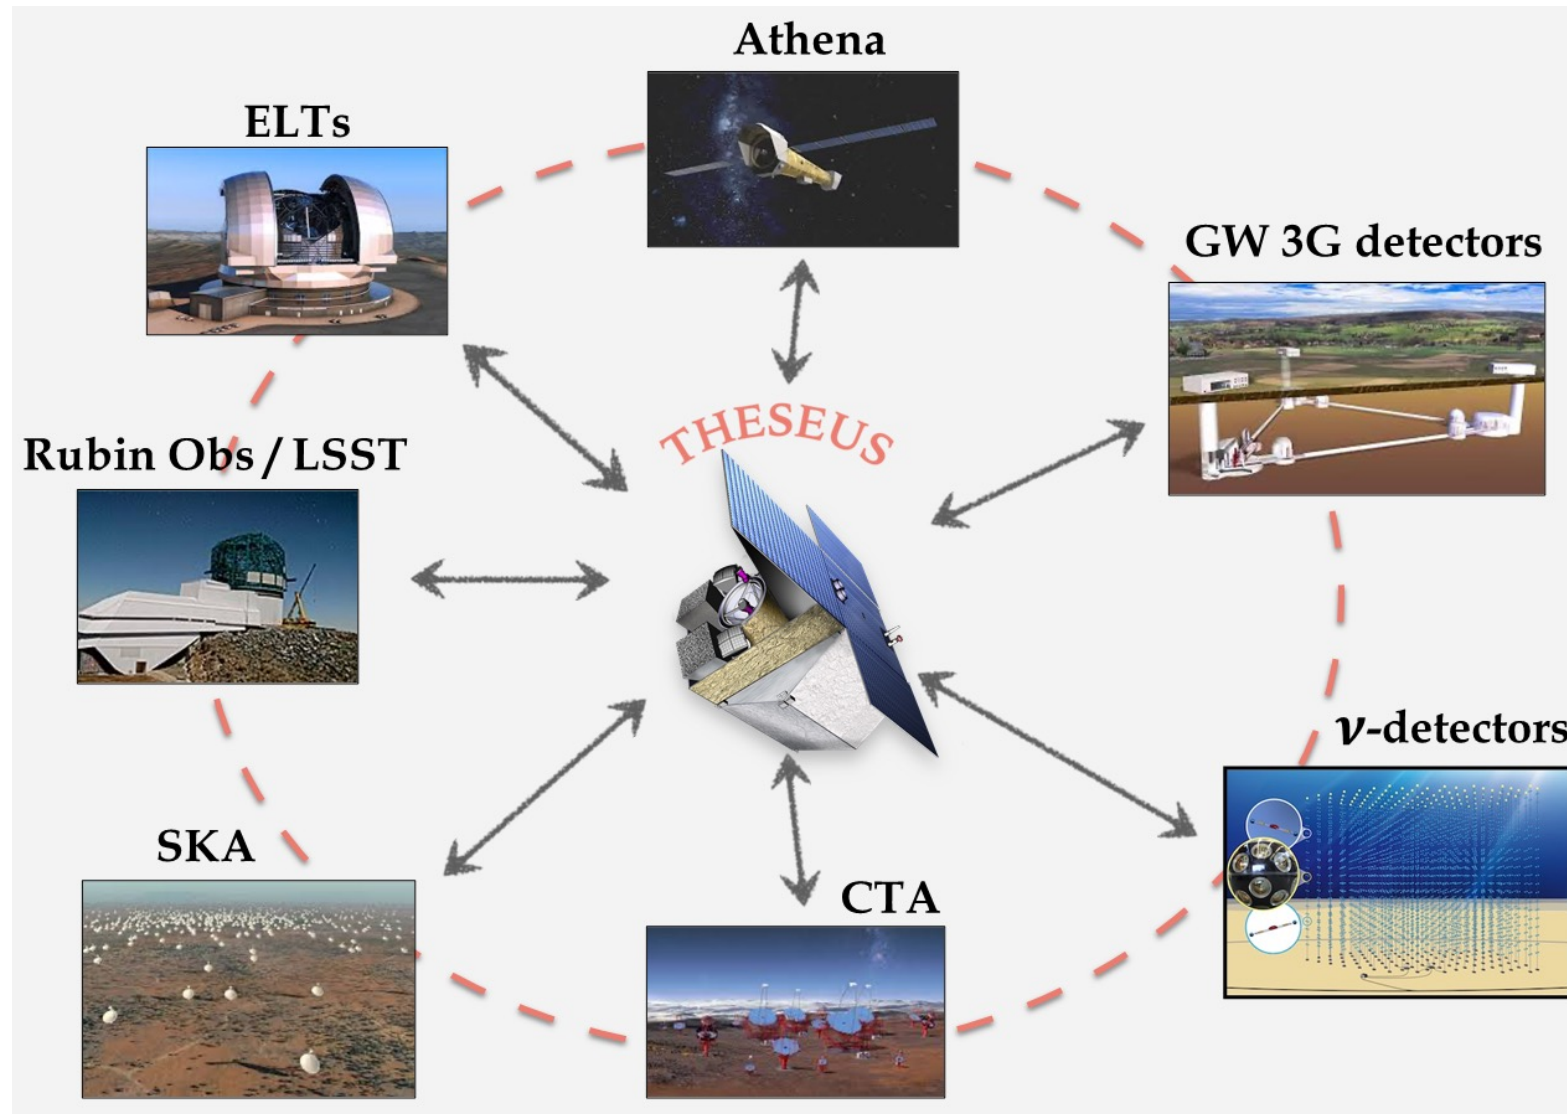 Athena
ELTs
GW 3G detectors
THESEUS
Rubin Obs / LSST
ν-detectors
SKA
CTA